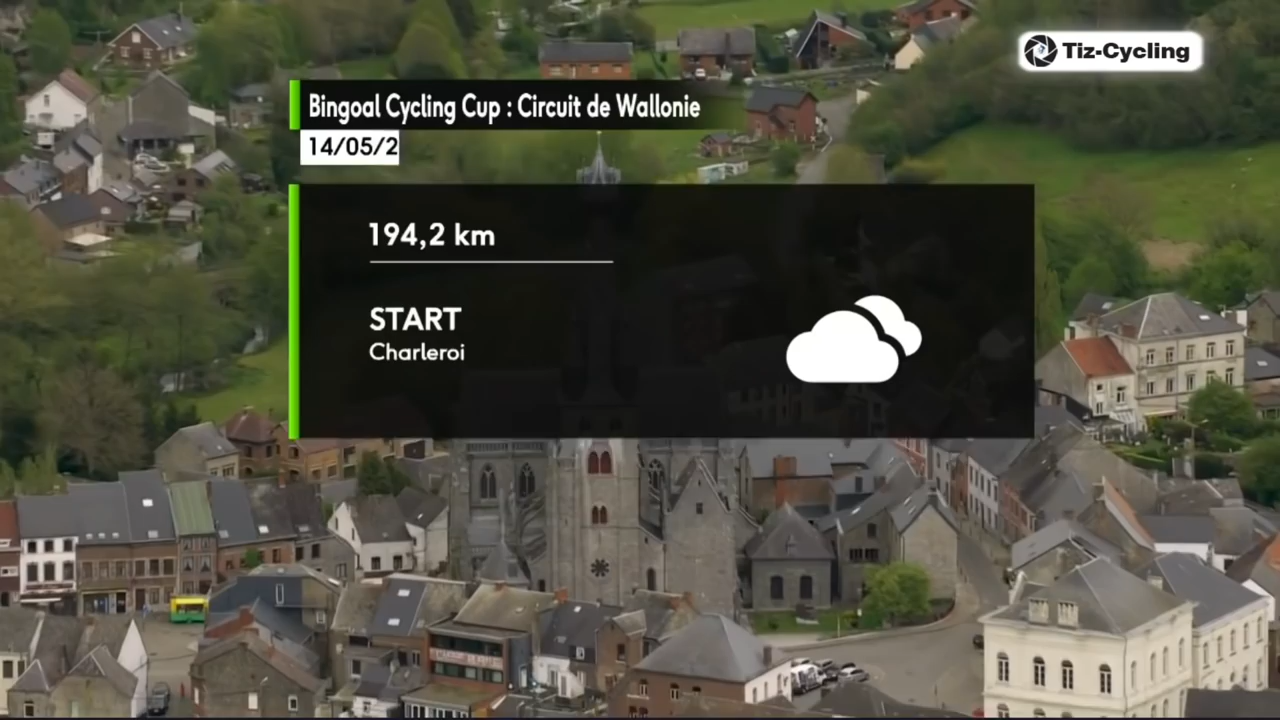 Tiz-Cycling
Bingoal Cycling Cup : Circuit de Wallonie
14/05/2
194,2 km
START
Charleroi